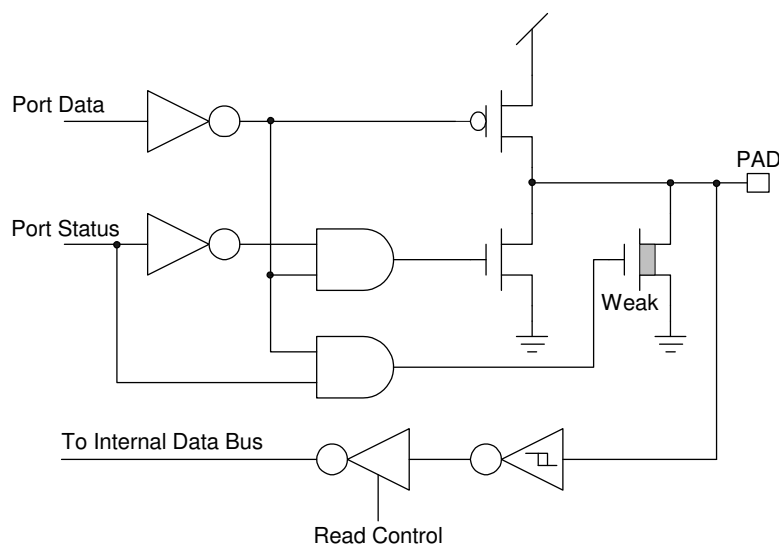 Port Data
PAD
Port Status
Weak
To Internal Data Bus
Read Control